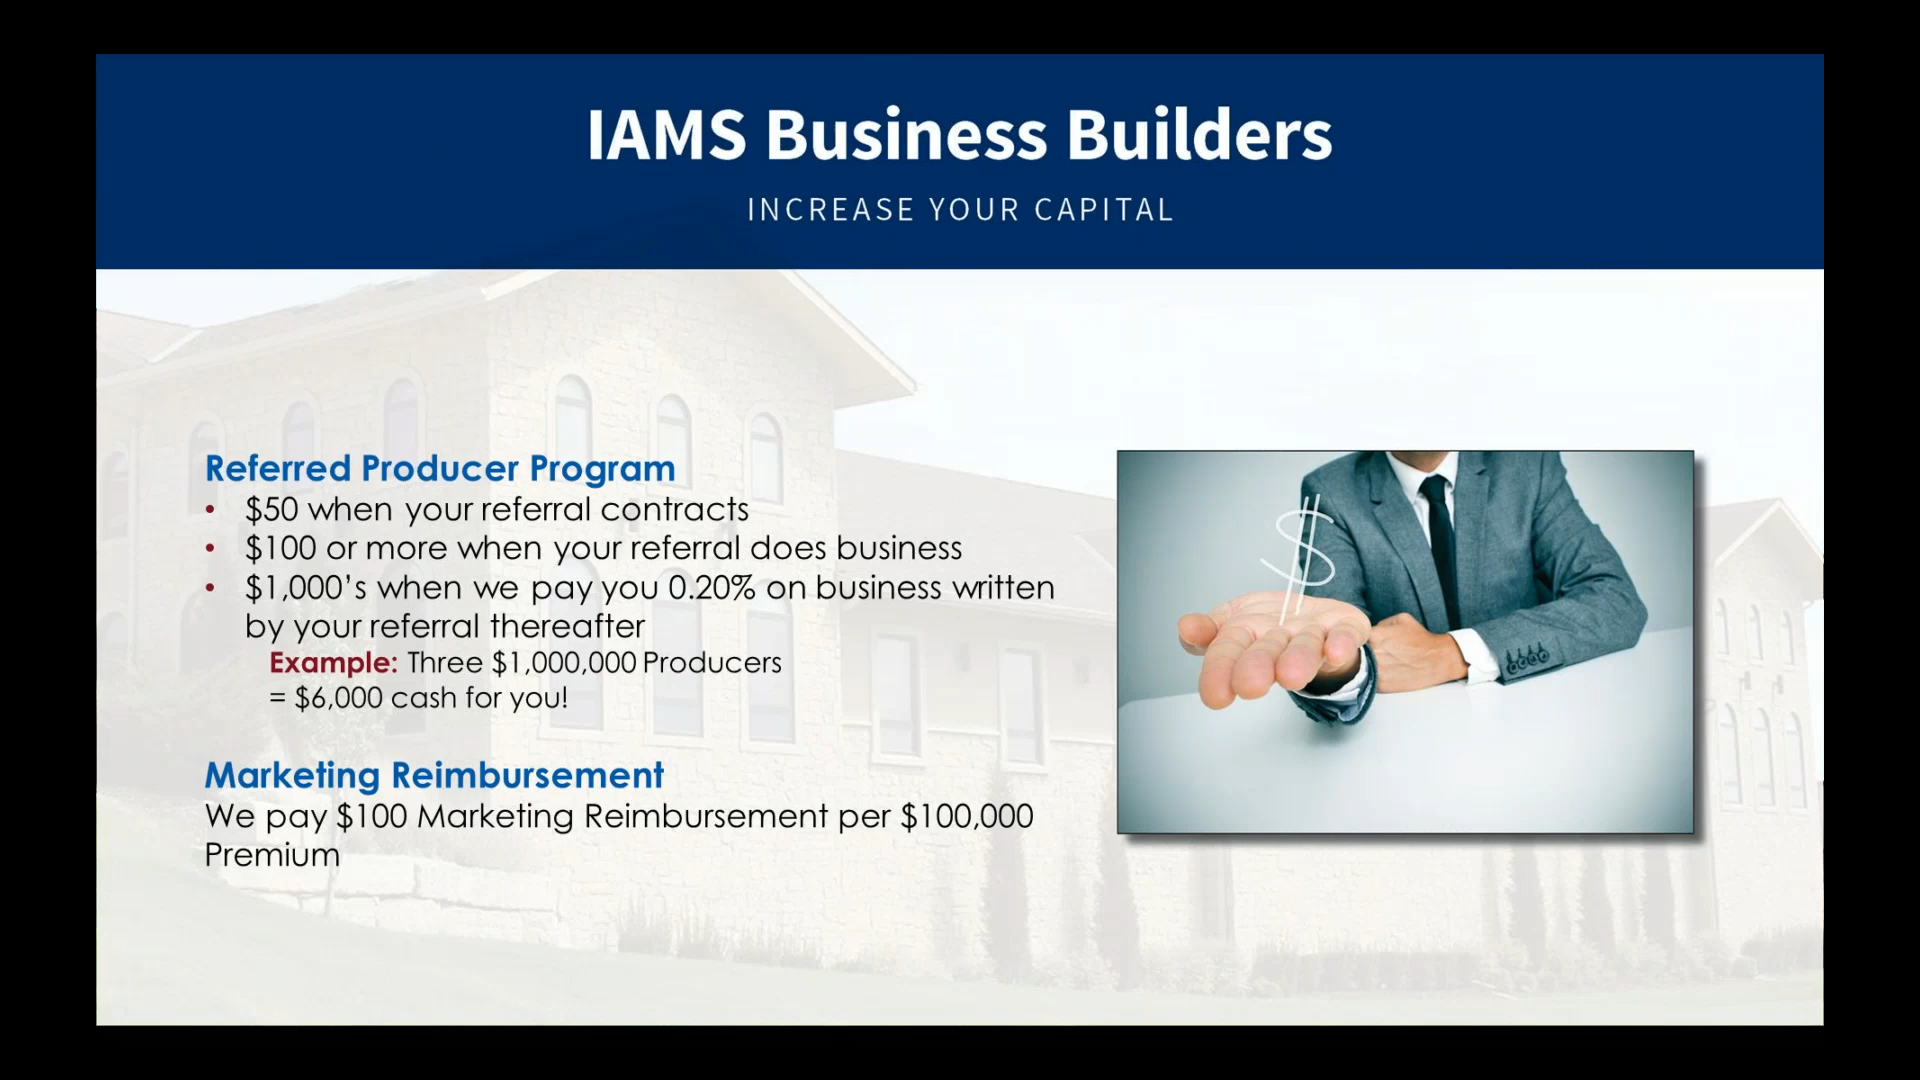 IAMS Business Builders
INCREASE YOUR CAPITAL
Referred Producer Program
• $50 when your referral contracts
• $100 or more when your referral does business
• $1,000’s when we pay you 0.20% on business written
by your referral thereafter
Example: Three $1,000,000 Producers
= $6,000 cash for you!
Marketing Reimbursement
We pay $100 Marketing Reimbursement per $100,000
Premium
$